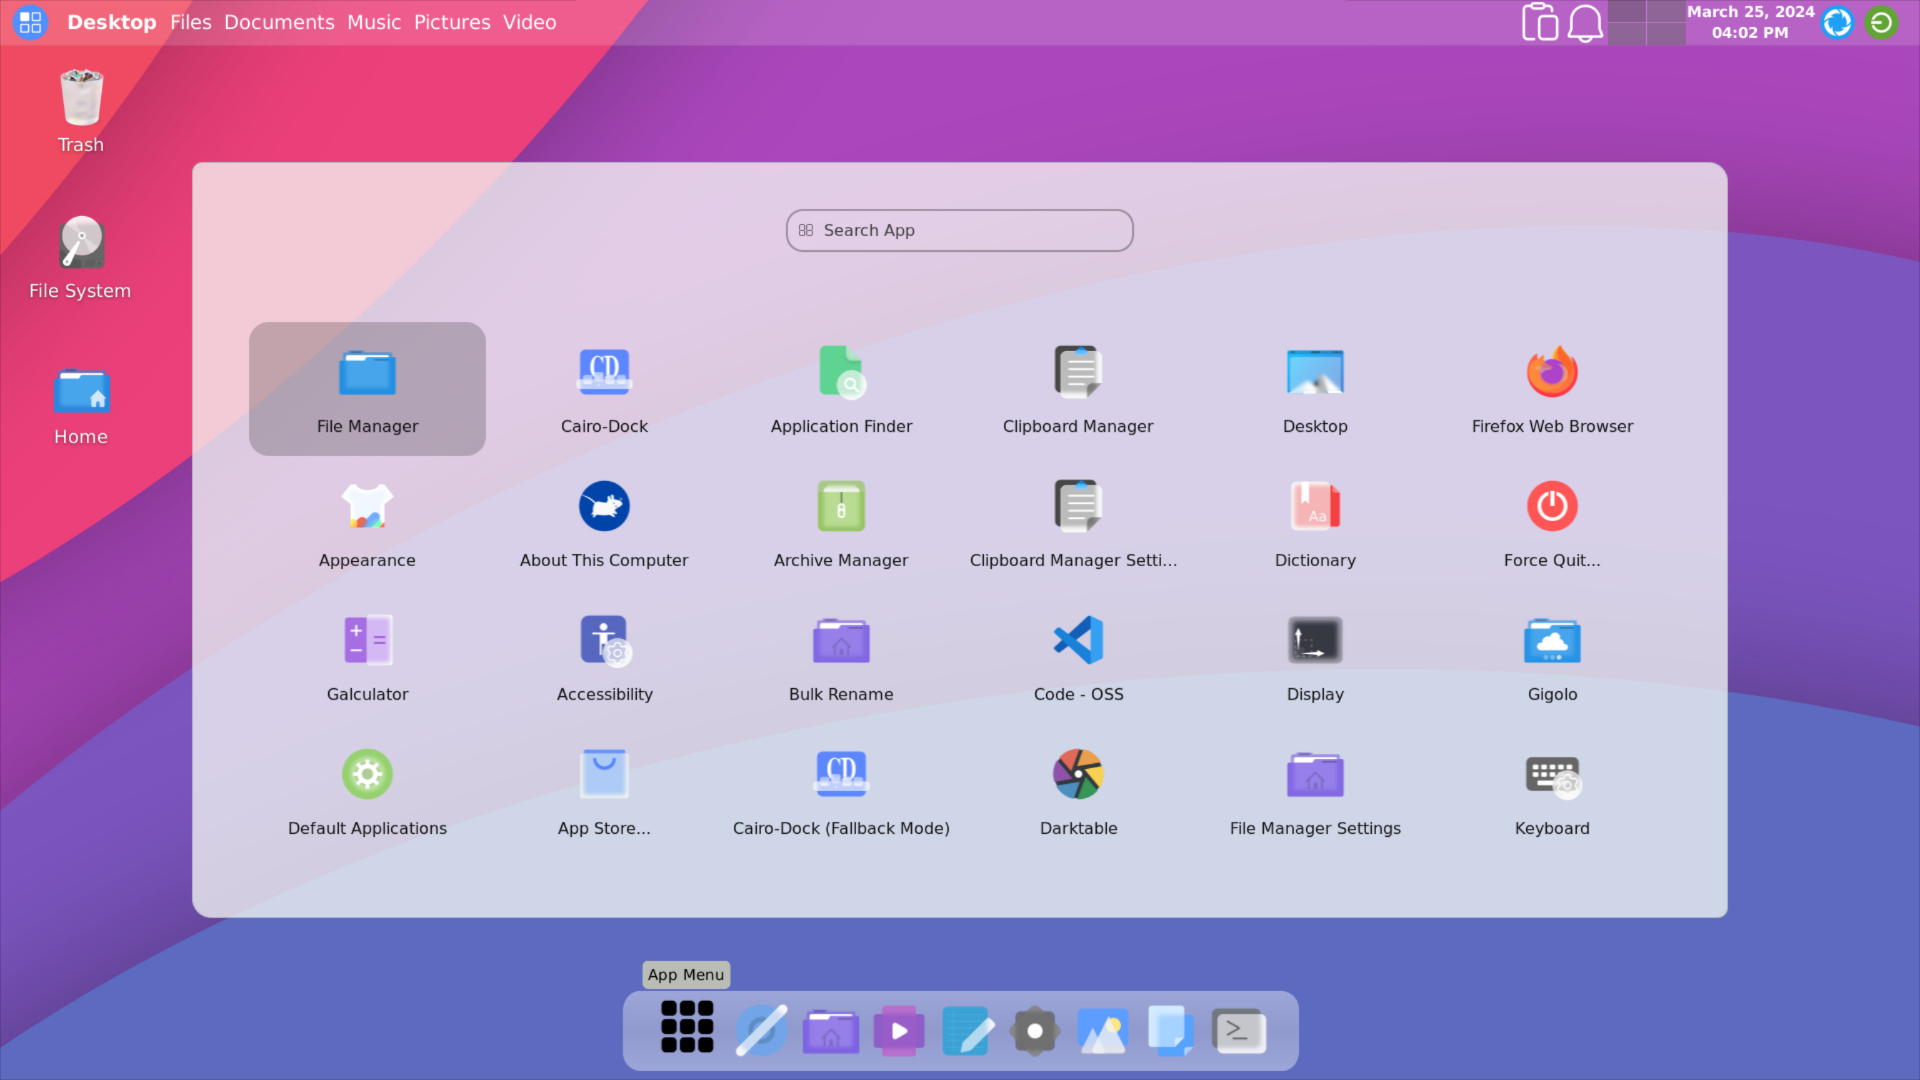 Desktop Files Documents Music Pictures Video
March 25, 2024
04:02 PM
Trash
File System
Home
Search App
File Manager
Cairo-Dock
Application Finder
Clipboard Manager
Desktop
Firefox Web Browser
Appearance
About This Computer
Archive Manager
Clipboard Manager Setti...
Dictionary
Force Quit...
Galculator
Accessibility
Bulk Rename
Code - OSS
Display
Gigolo
Default Applications
App Store...
Cairo-Dock (Fallback Mode)
Darktable
File Manager Settings
Keyboard
CD
Aa
CD
App Menu